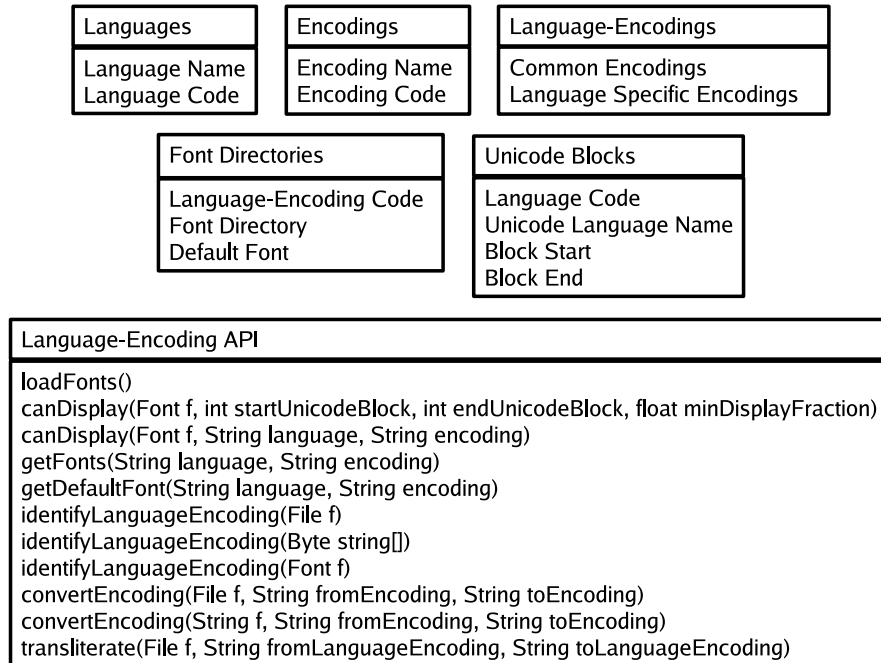 Languages
Language Name
Language Code
Encodings
Encoding Name
Encoding Code
Language-Encodings
Common Encodings
Language Specific Encodings
Font Directories
Language-Encoding Code
Font Directory
Default Font
Unicode Blocks
Language Code
Unicode Language Name
Block Start
Block End
Language-Encoding API
loadFonts()
canDisplay(Font f, int startUnicodeBlock, int endUnicodeBlock, float minDisplayFraction)
canDisplay(Font f, String language, String encoding)
getFonts(String language, String encoding)
getDefaultFont(String language, String encoding)
identifyLanguageEncoding(File f)
identifyLanguageEncoding(Byte string[])
identifyLanguageEncoding(Font f)
convertEncoding(File f, String fromEncoding, String toEncoding)
convertEncoding(String f, String fromEncoding, String toEncoding)
transliterate(File f, String fromLanguageEncoding, String toLanguageEncoding)